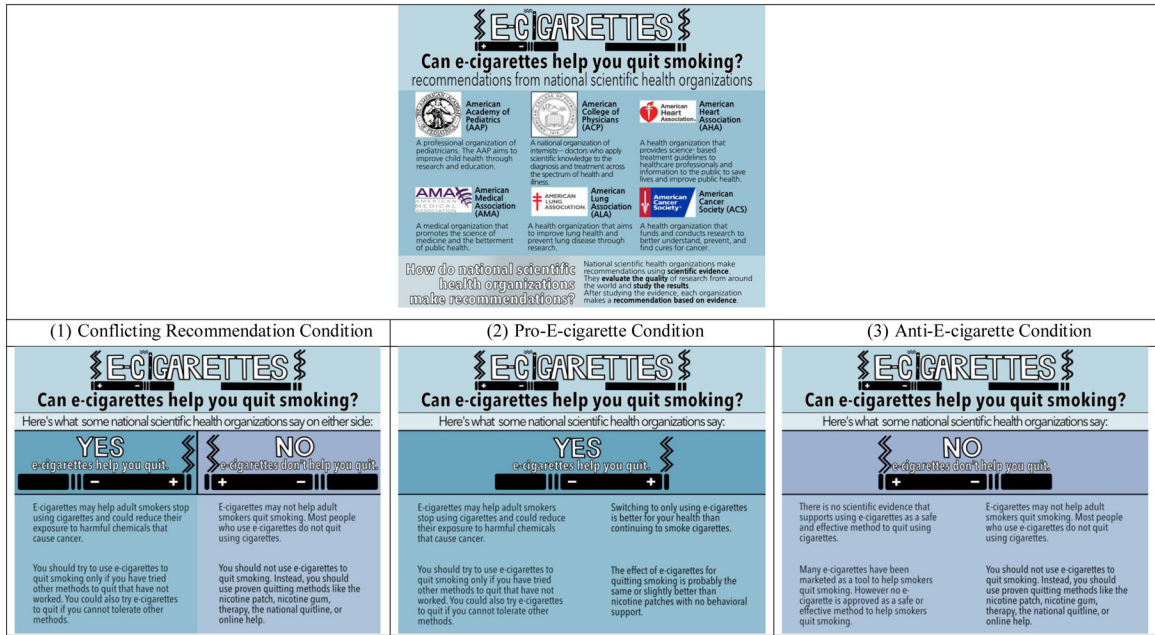 E-CIGARETTES
Can e-cigarettes help you quit smoking?
recommendations from national scientific health organizations
American
Academy of
Pediatrics
(AAP)
A professional organization of
pediatricians. The AAP aims to
improve child health through
research and education.
American
College of
Physicians
(ACP)
A national organization of
internists— doctors who apply
scientific knowledge to the
diagnosis and treatment across
the spectrum of health and
illness.
American
Heart
Association.
American
Heart
Association
(AHA)
A health organization that
provides science- based
treatment guidelines to
healthcare professionals and
information to the public to save
lives and improve public health.
AMA
AMERICAN
MEDICAL
ASSOCIATION
American
Medical
Association
(AMA)
A medical organization that
promotes the science of
medicine and the betterment
of public health.
AMERICAN
LUNG
ASSOCIATION.
American
Lung
Association
(ALA)
A health organization that aims
to improve lung health and
prevent lung disease through
research.
American
Cancer
Society
American
Cancer
Society (ACS)
A health organization that
funds and conducts research to
better understand, prevent, and
find cures for cancer.
How do national scientific
health organizations
make recommendations?
National scientific health organizations make
recommendations using scientific evidence.
They evaluate the quality of research from around
the world and study the results.
After studying the evidence, each organization
makes a recommendation based on evidence.
(1) Conflicting Recommendation Condition
E-CIGARETTES
Can e-cigarettes help you quit smoking?
Here's what some national scientific health organizations say on either side:
YES
e-cigarettes help you quit.
E-cigarettes may help adult smokers stop
using cigarettes and could reduce their
exposure to harmful chemicals that
cause cancer.
You should try to use e-cigarettes to
quit smoking only if you have tried
other methods to quit that have not
worked. You could also try e-cigarettes
to quit if you cannot tolerate other
methods.
NO
e-cigarettes don't help you quit.
E-cigarettes may not help adult
smokers quit smoking. Most people
who use e-cigarettes do not quit
using cigarettes.
You should not use e-cigarettes to
quit smoking. Instead, you should
use proven quitting methods like the
nicotine patch, nicotine gum,
therapy, the national quitline, or
online help.
(2) Pro-E-cigarette Condition
E-CIGARETTES
Can e-cigarettes help you quit smoking?
Here's what some national scientific health organizations say:
YES
e-cigarettes help you quit.
E-cigarettes may help adult smokers
stop using cigarettes and could reduce
their exposure to harmful chemicals
that cause cancer.
You should try to use e-cigarettes to
quit smoking only if you have tried
other methods to quit that have not
worked. You could also try e-cigarettes
to quit if you cannot tolerate other
methods.
Switching to only using e-cigarettes
is better for your health than
continuing to smoke cigarettes.
The effect of e-cigarettes for
quitting smoking is probably the
same or slightly better than
nicotine patches with no behavioral
support.
(3) Anti-E-cigarette Condition
E-CIGARETTES
Can e-cigarettes help you quit smoking?
Here's what some national scientific health organizations say:
NO
e-cigarettes don't help you quit.
There is no scientific evidence that
supports using e-cigarettes as a safe
and effective method to quit using
cigarettes.
Many e-cigarettes have been
marketed as a tool to help smokers
quit smoking. However no e-
cigarette is approved as a safe or
effective method to help smokers
quit smoking.
E-cigarettes may not help adult
smokers quit smoking. Most people
who use e-cigarettes do not quit
using cigarettes.
You should not use e-cigarettes to
quit smoking. Instead, you should
use proven quitting methods like the
nicotine patch, nicotine gum,
therapy, the national quitline, or
online help.